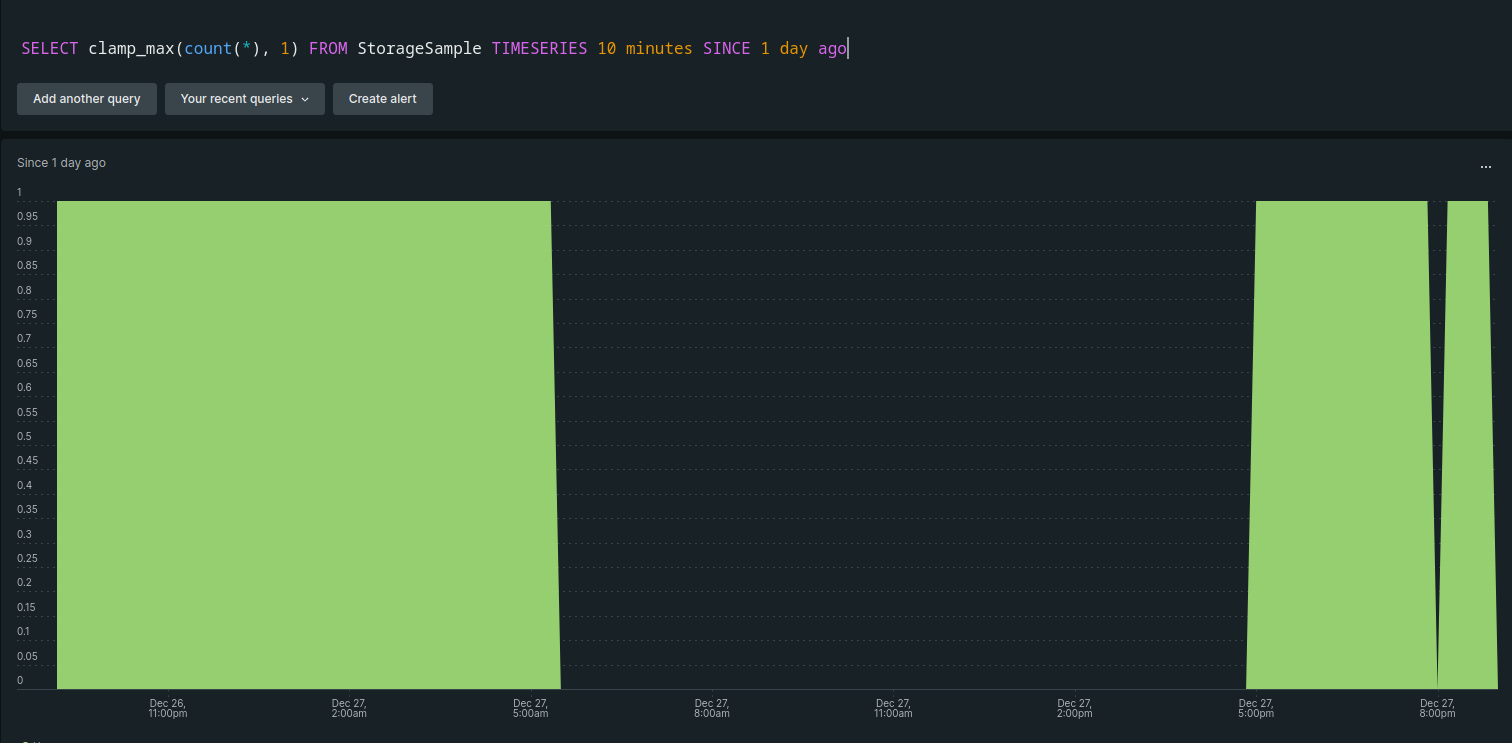 SELECT clamp_max(count(*), 1) FROM StorageSample TIMESERIES 10 minutes SINCE 1 day ago
Add another query
Your recent queries
Create alert
Since 1 day ago
...
1
0.95
0.9
0.85
0.8
0.75
0.7
0.65
0.6
0.55
0.5
0.45
0.4
0.35
0.3
0.25
0.2
0.15
0.1
0.05
0
Dec 26,
11:00pm
Dec 27,
2:00am
Dec 27,
5:00am
Dec 27,
8:00am
Dec 27,
11:00am
Dec 27,
2:00pm
Dec 27,
5:00pm
Dec 27,
8:00pm